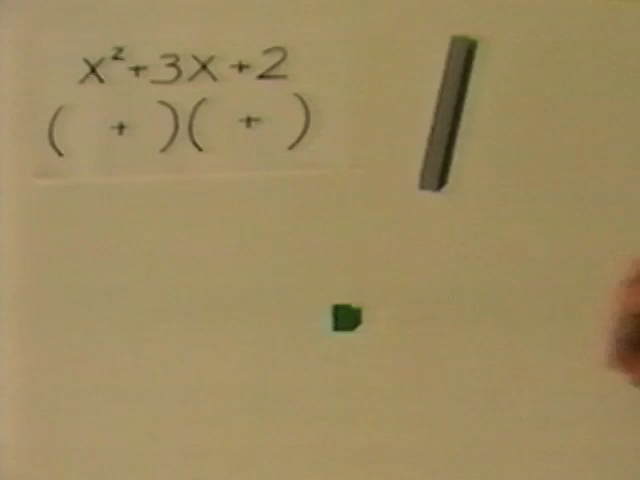 x²+3x+2
( + )( + )